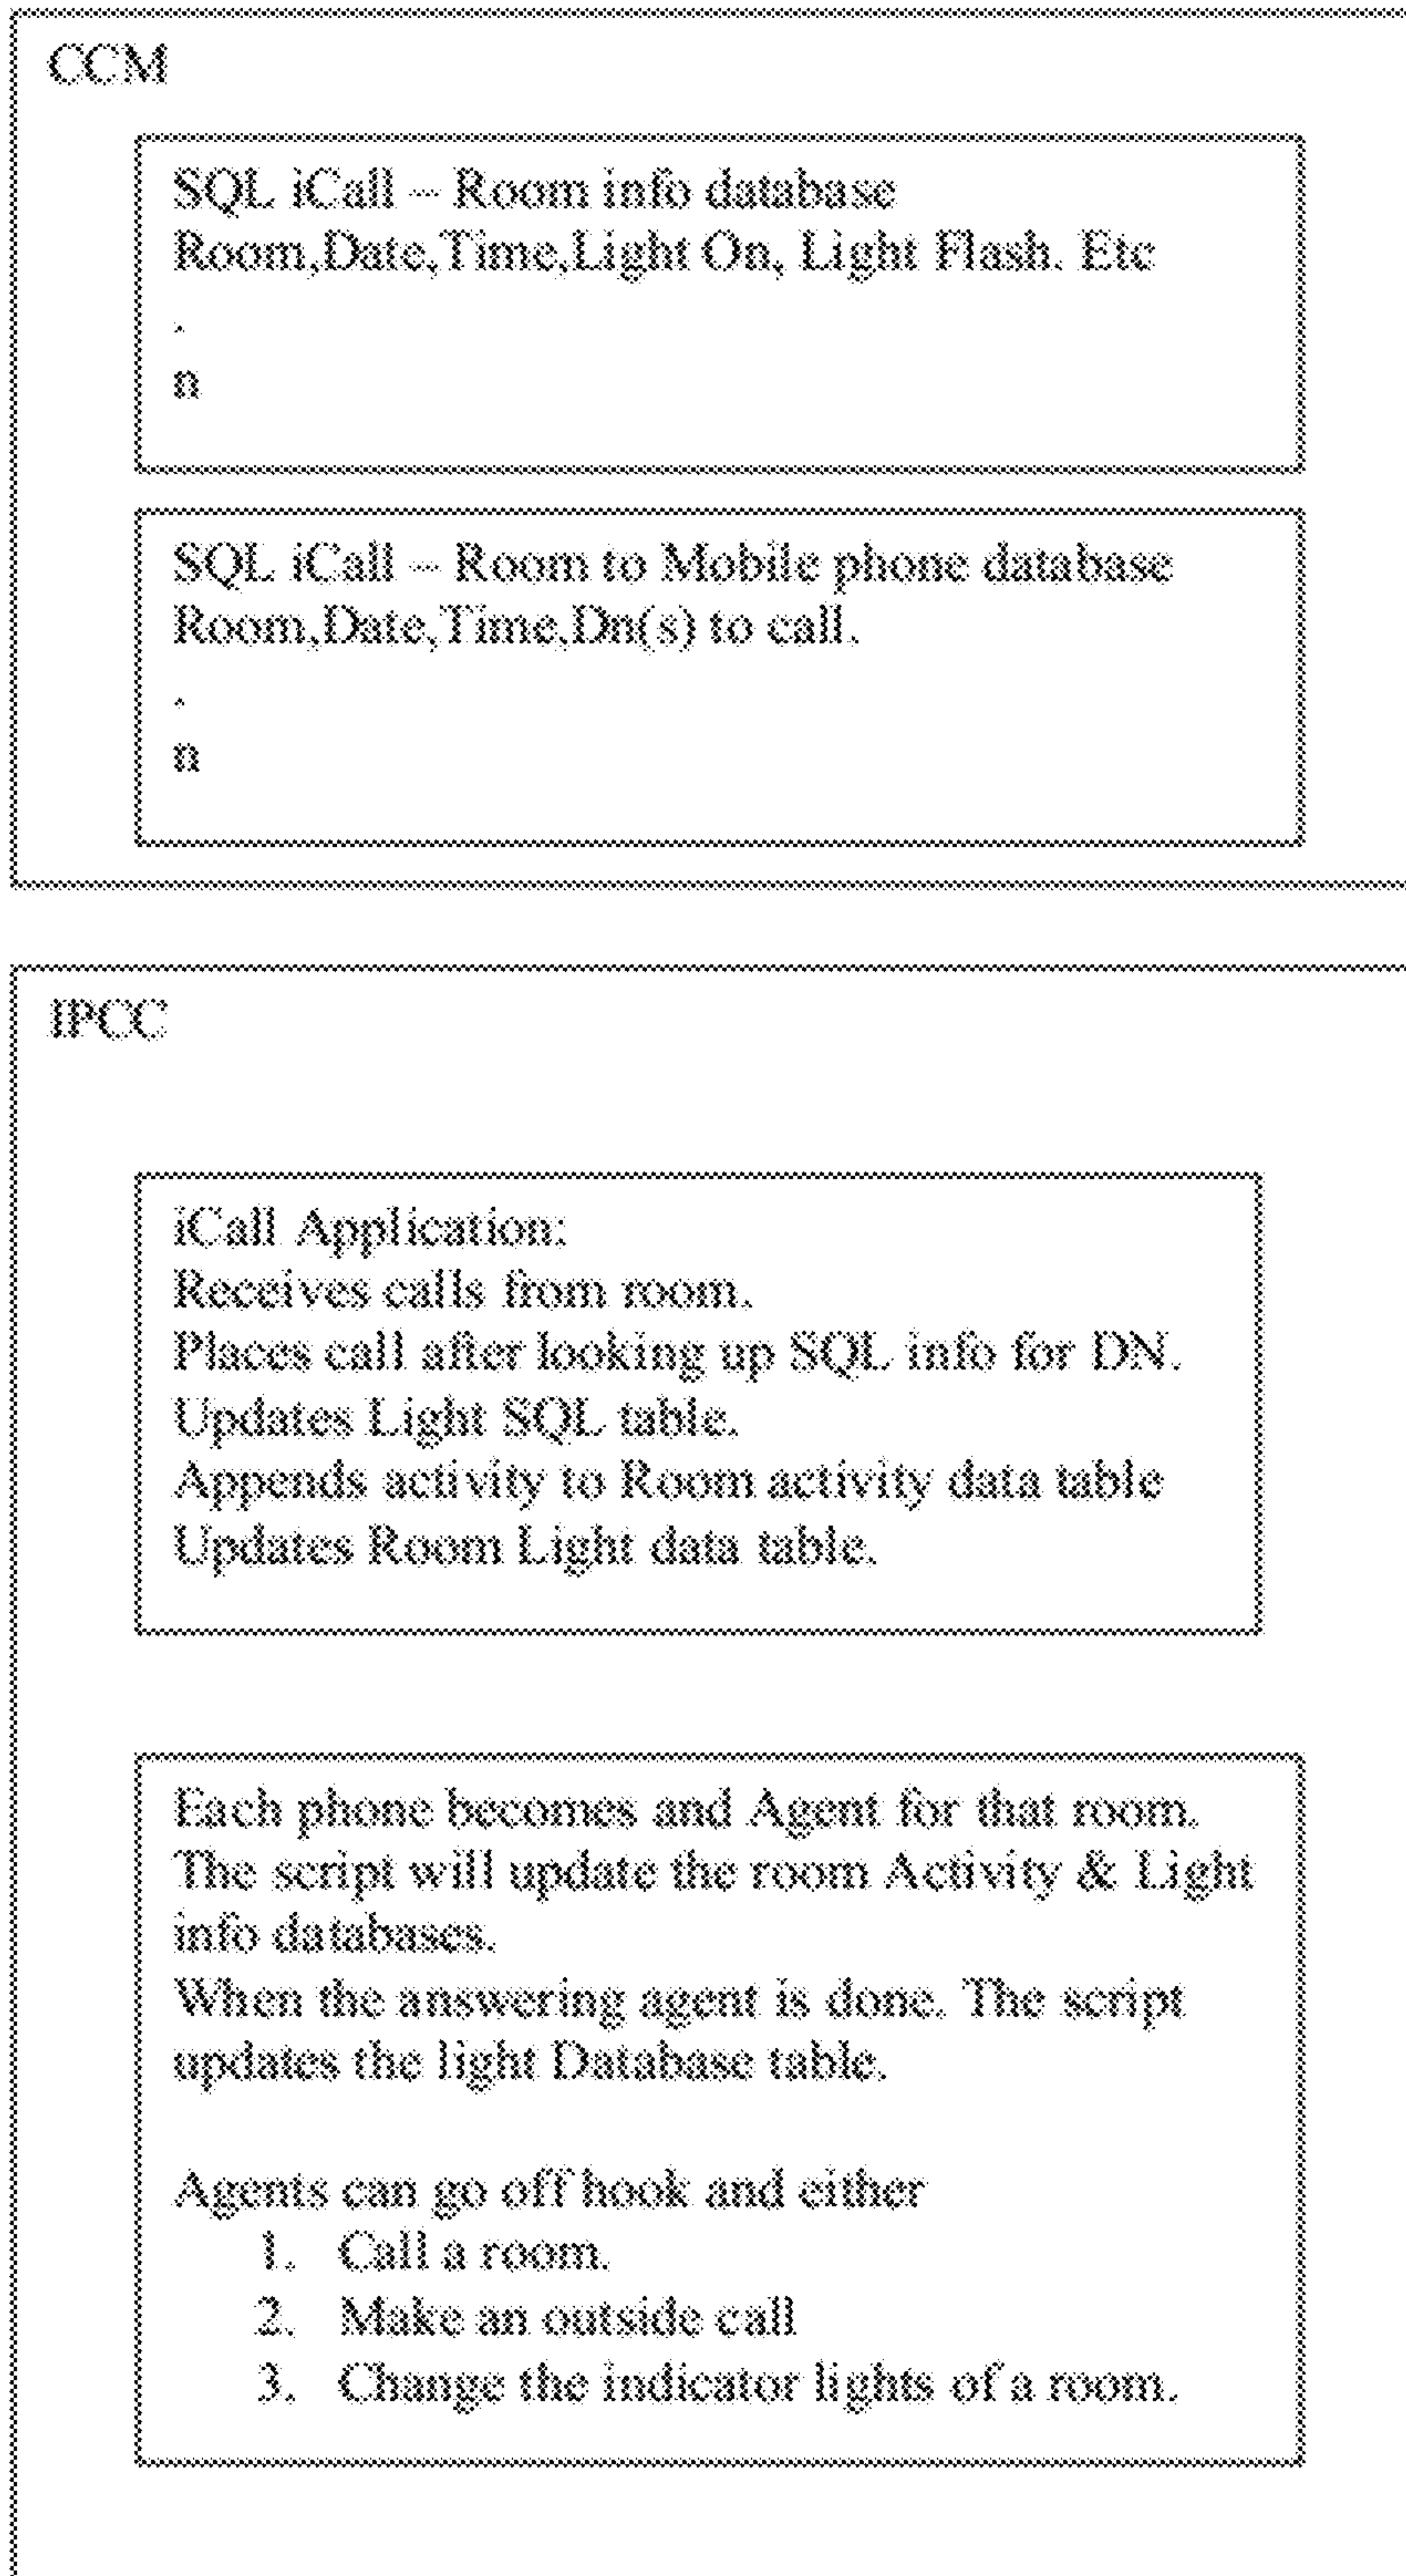 CCM
SQL iCall – Room info database
Room,Date,Time,Light On, Light Flash. Etc
.
n
SQL iCall – Room to Mobile phone database
Room,Date,Time,Dn(s) to call.
.
n
IPCC
iCall Application:
Receives calls from room.
Places call after looking up SQL info for DN.
Updates Light SQL table.
Appends activity to Room activity data table
Updates Room Light data table.
Each phone becomes and Agent for that room.
The script will update the room Activity & Light
info databases.
When the answering agent is done. The script
updates the light Database table.
Agents can go off hook and either
1. Call a room.
2. Make an outside call
3. Change the indicator lights of a room.